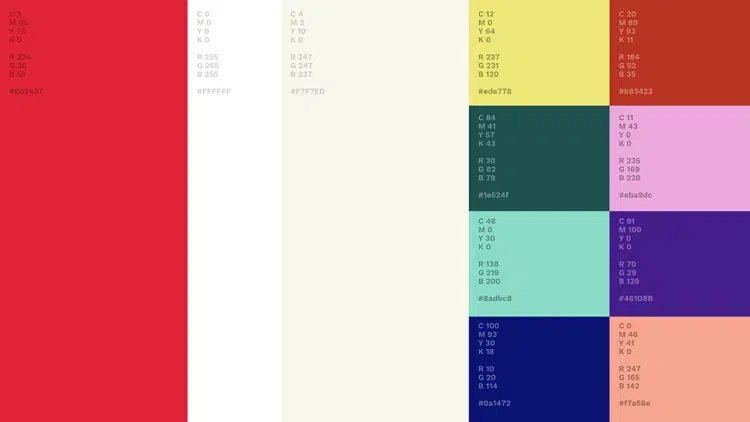 C 3
M 95
Y
K 0
R 224
G 36
B 55
#E02437
C 0
M 0
Y 0
K 0
R 255
G 255
B 255
#FFFFFF
C 4
M 2
Y 10
K 0
R 247
G 247
B 237
#F7F7ED
C 12
M 0
Y 64
K 0
R 237
G 231
B 120
#ede778
C 20
M 89
Y 93
K 11
R 184
G 52
B 35
#b83423
C 84
M 41
Y 57
K 43
R 30
G 82
B 79
#1e524f
C 11
M 43
Y 0
K 0
R 235
G 169
B 220
#eba9dc
C 48
M 0
Y 30
K 0
R 138
G 219
B 200
#8adbc8
C 91
M 100
Y 0
K 0
R 70
G 29
B 139
#461D8B
C 100
M 93
Y 30
K 18
R 10
G 20
B 114
#0a1472
C 0
M 46
Y 41
K 0
R 247
G 165
B 142
#f7a58e